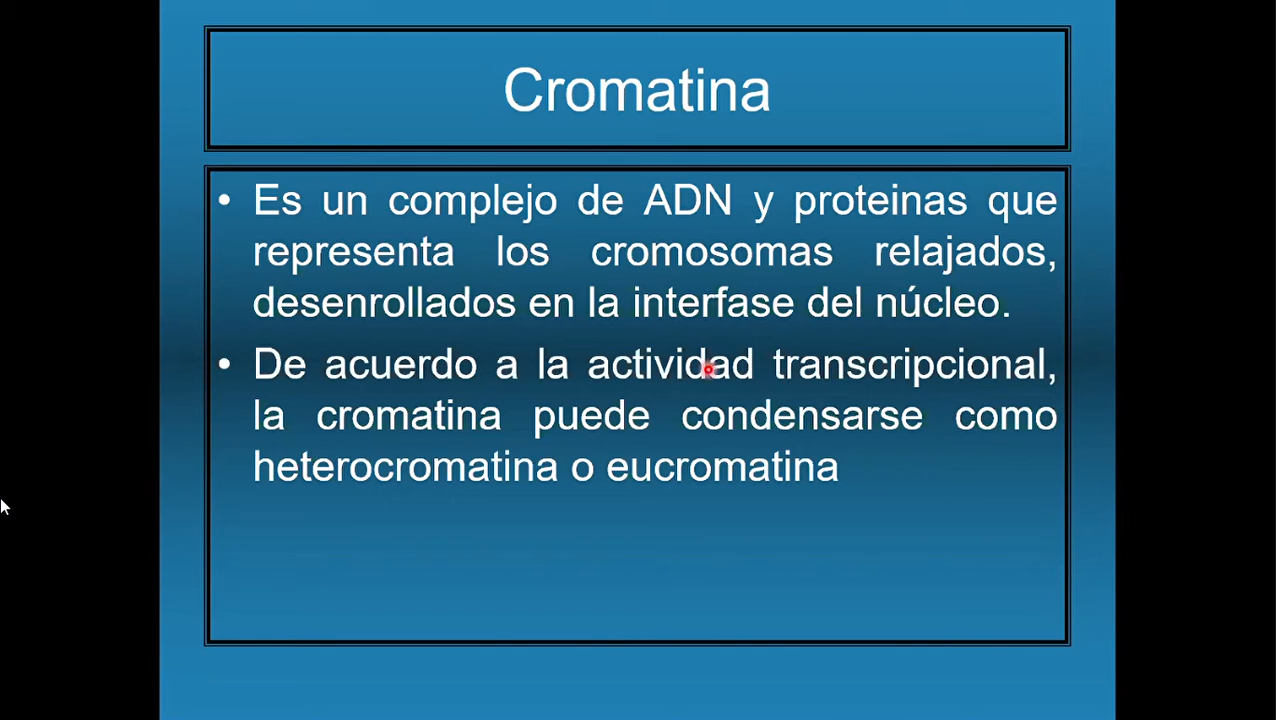 Cromatina
• Es un complejo de ADN y proteinas que
representa los cromosomas relajados,
desenrollados en la interfase del núcleo.
• De acuerdo a la actividad transcripcional,
la cromatina puede condensarse como
heterocromatina o eucromatina